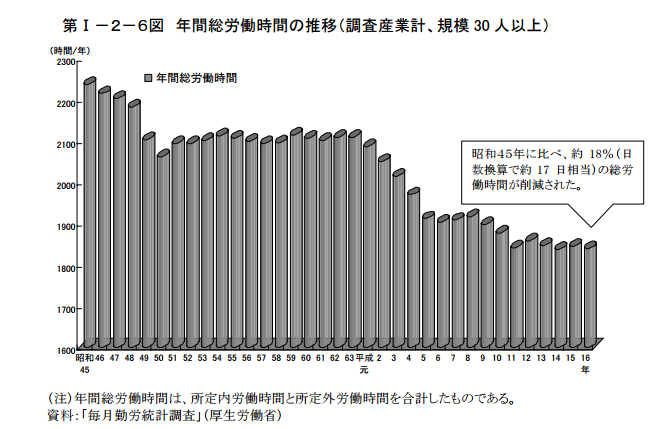 第Ⅰ－２－６図　年間総労働時間の推移（調査産業計、規模 30 人以上）
（時間/年）
2300
2200
2100
2000
1900
1800
1700
1600
年間総労働時間
昭和４５年に比べ、約 18％（日
数換算で約 17 日相当）の総労
働時間が削減された。
昭和 46 47 48 49 50 51 52 53 54 55 56 57 58 59 60 61 62 63 平成 2 3 4 5 6 7 8 9 10 11 12 13 14 15 16
45 元 年
（注）年間総労働時間は、所定内労働時間と所定外労働時間を合計したものである。
資料：「毎月勤労統計調査」（厚生労働省）